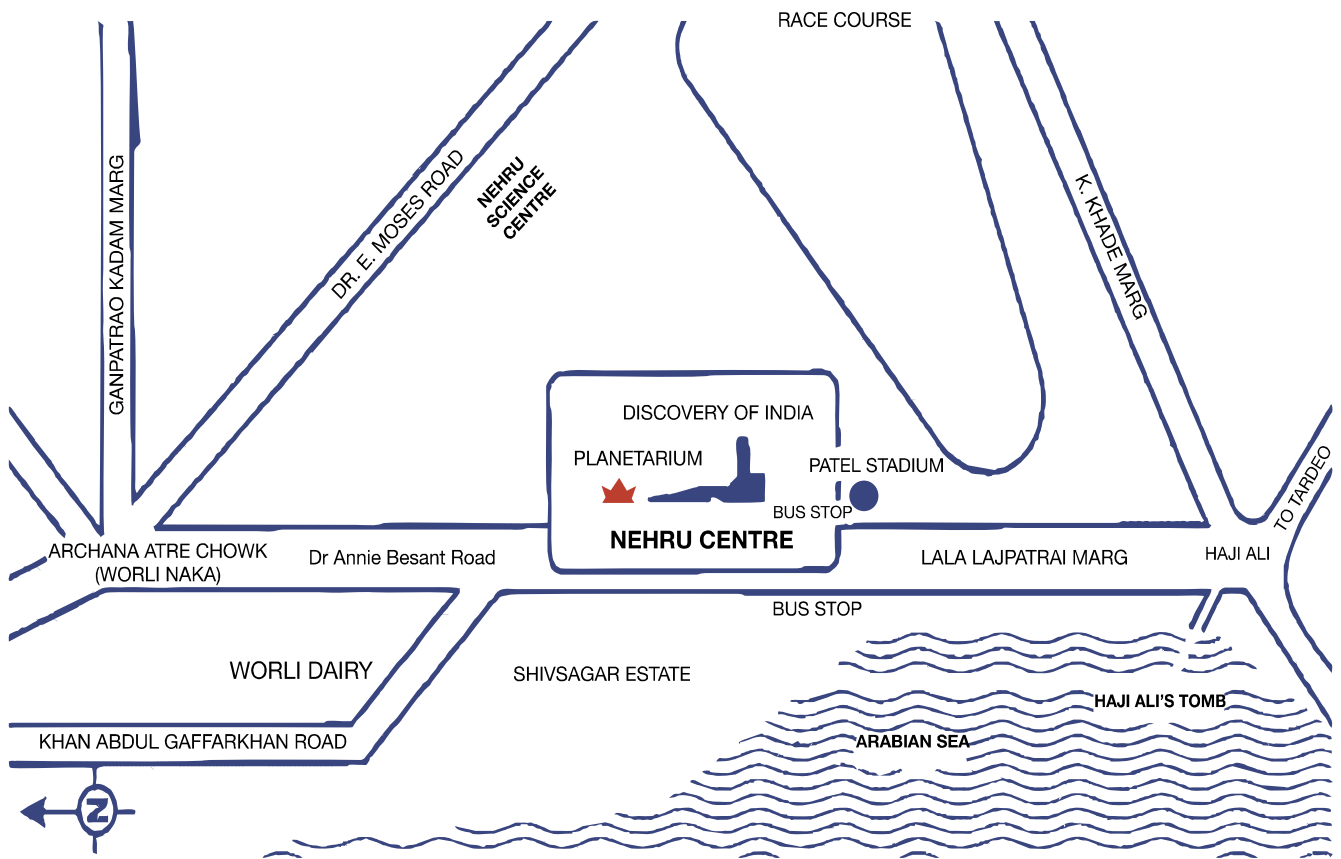 RACE COURSE
GANPATRAO KADAM MARG
DR. E. MOSES ROAD
NEHRU
SCIENCE
CENTRE
K. KHADE MARG
DISCOVERY OF INDIA
PLANETARIUM
PATEL STADIUM
BUS STOP
NEHRU CENTRE
TO TARDEO
ARCHANA ATRE CHOWK
(WORLI NAKA)
Dr Annie Besant Road
LALA LAJPATRAI MARG
HAJI ALI
BUS STOP
WORLI DAIRY
SHIVSAGAR ESTATE
HAJI ALI'S TOMB
KHAN ABDUL GAFFARKHAN ROAD
ARABIAN SEA
N